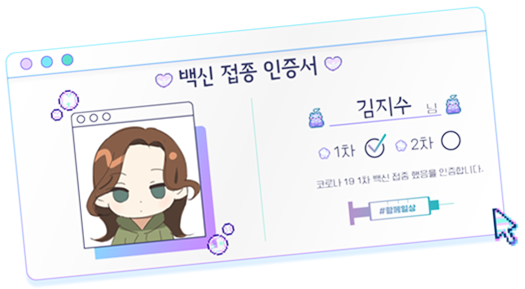 백신 접종 인증서
김지수 님
1차 2차
코로나 19 1차 백신 접종 했음을 인증합니다.
#함께일상